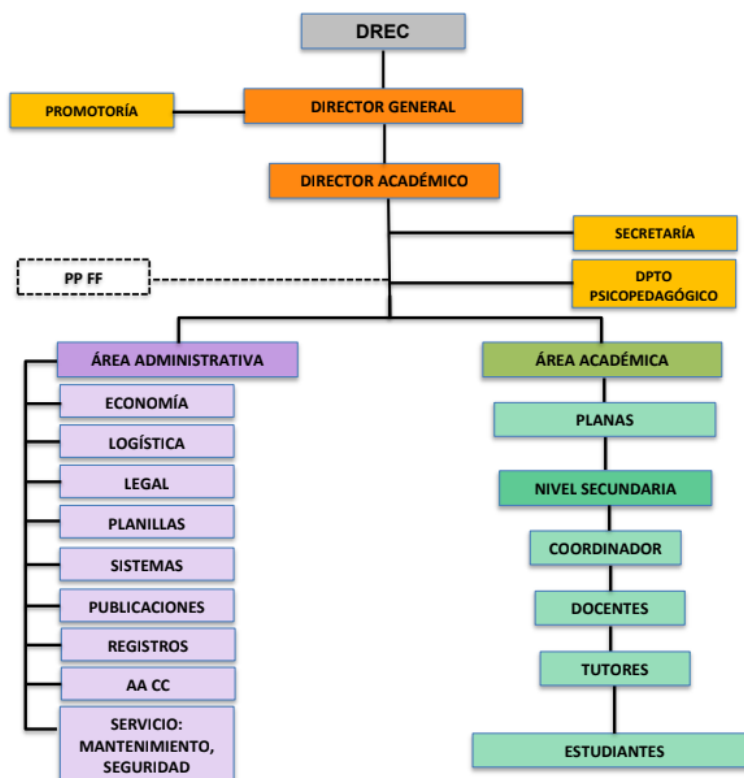 DREC
PROMOTORÍA
DIRECTOR GENERAL
DIRECTOR ACADÉMICO
SECRETARÍA
PP FF
DPTO
PSICOPEDAGÓGICO
ÁREA ADMINISTRATIVA
ECONOMÍA
LOGÍSTICA
LEGAL
PLANILLAS
SISTEMAS
PUBLICACIONES
REGISTROS
AA CC
SERVICIO:
MANTENIMIENTO,
SEGURIDAD
ÁREA ACADÉMICA
PLANAS
NIVEL SECUNDARIA
COORDINADOR
DOCENTES
TUTORES
ESTUDIANTES